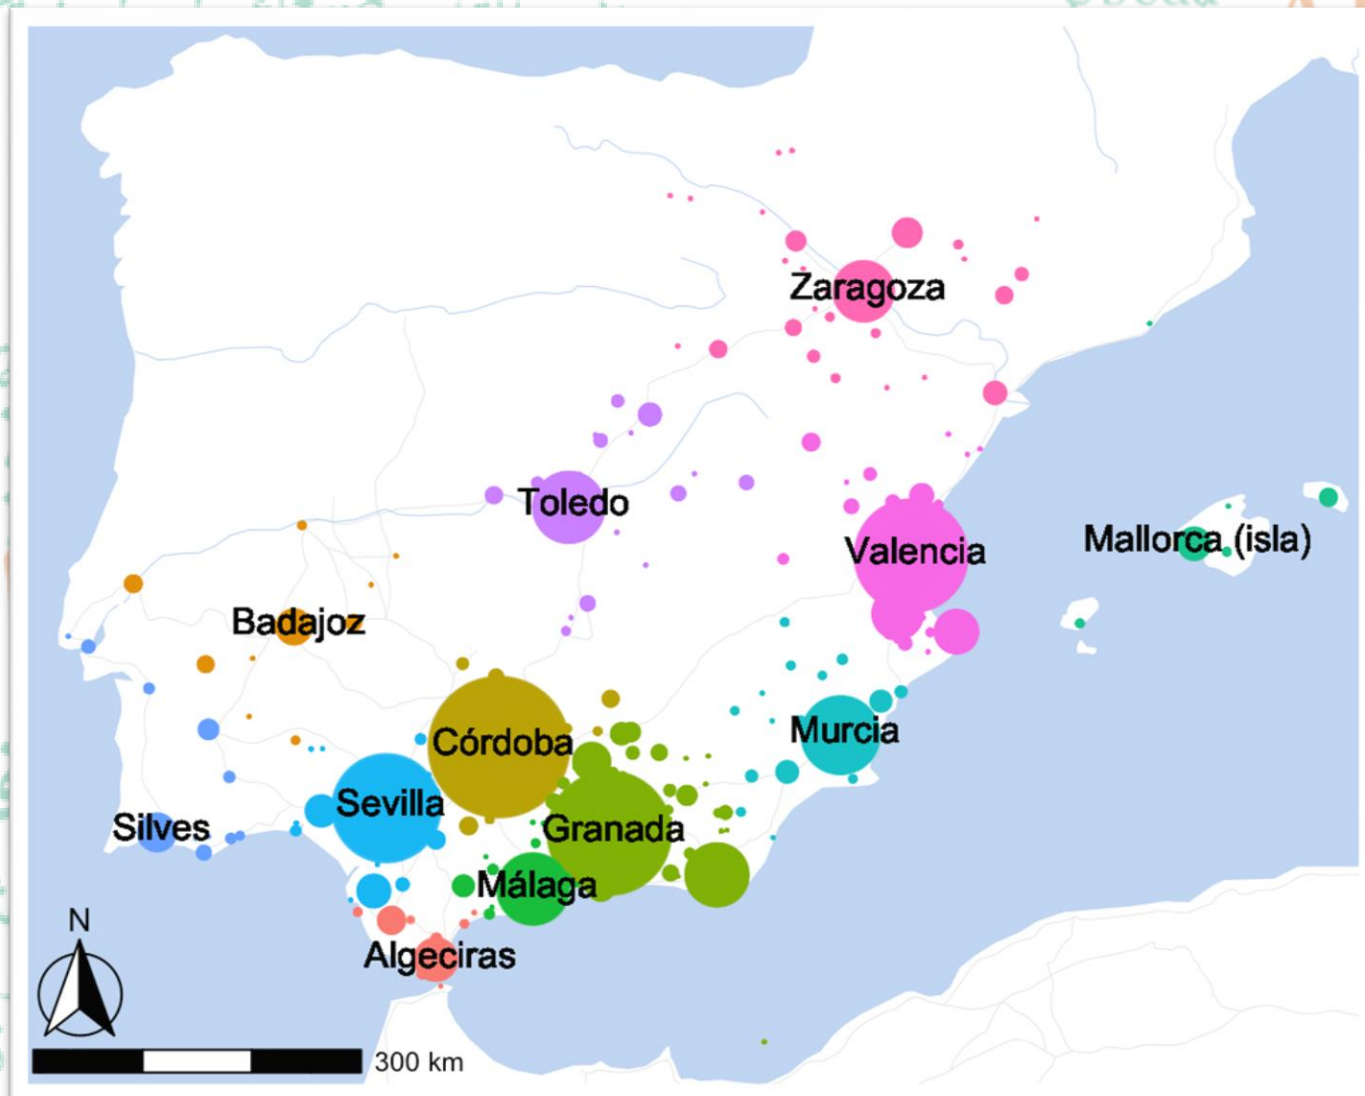 Zaragoza
Toledo
Valencia
Mallorca (isla)
Badajoz
Córdoba
Murcia
Sevilla
Silves
Granada
Málaga
Algeciras
N
300 km